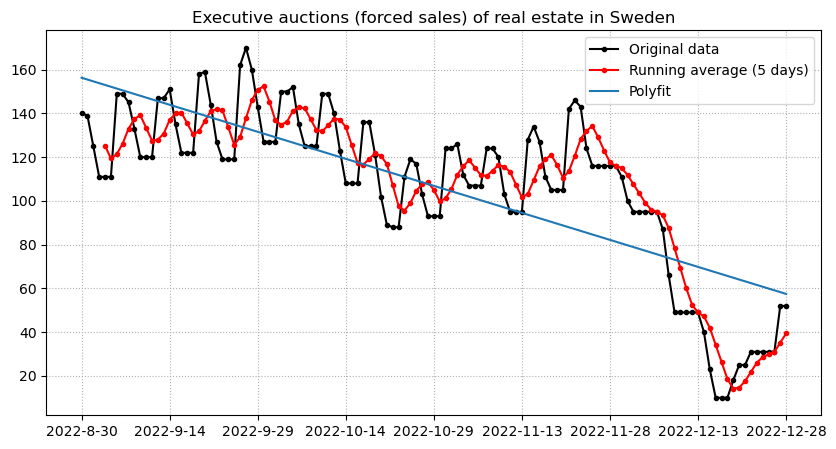 Executive auctions (forced sales) of real estate in Sweden
Original data
Running average (5 days)
Polyfit
160
140
120
100
80
60
40
20
2022-8-30 2022-9-14 2022-9-29 2022-10-14 2022-10-29 2022-11-13 2022-11-28 2022-12-13 2022-12-28